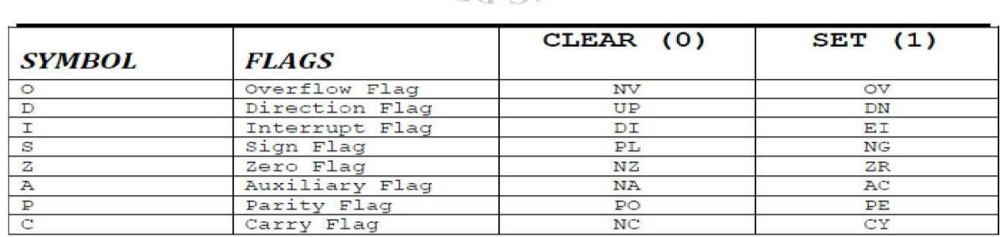 SYMBOL FLAGS CLEAR (0) SET (1)
O Overflow Flag NV OV
D Direction Flag UP DN
I Interrupt Flag DI EI
S Sign Flag PL NG
Z Zero Flag NZ ZR
A Auxiliary Flag NA AC
P Parity Flag PO PE
C Carry Flag NC CY